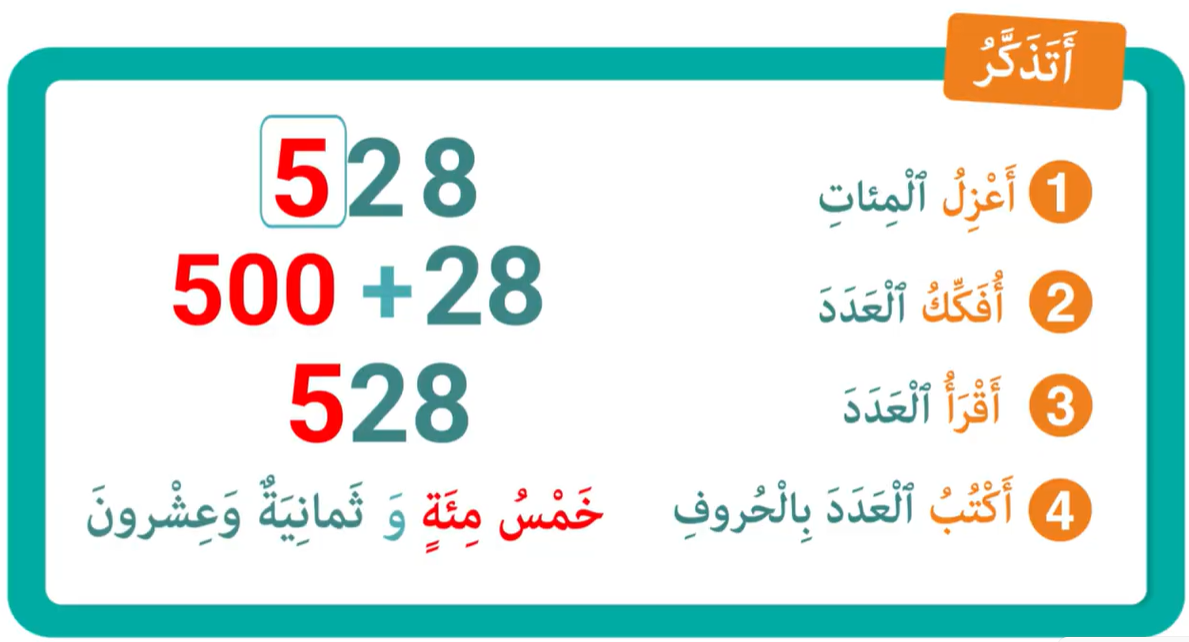 أَتَذَكَّرُ
1 أَعْزِلُ ٱلْمِئاتِ
528
2 أُفَكِّكُ ٱلْعَدَدَ
500 + 28
3 أَقْرَأُ ٱلْعَدَدَ
528
4 أَكْتُبُ ٱلْعَدَدَ بِالْحُروفِ
خَمْسُ مِئَةٍ وَ ثَمانِيَةٌ وَعِشْرونَ